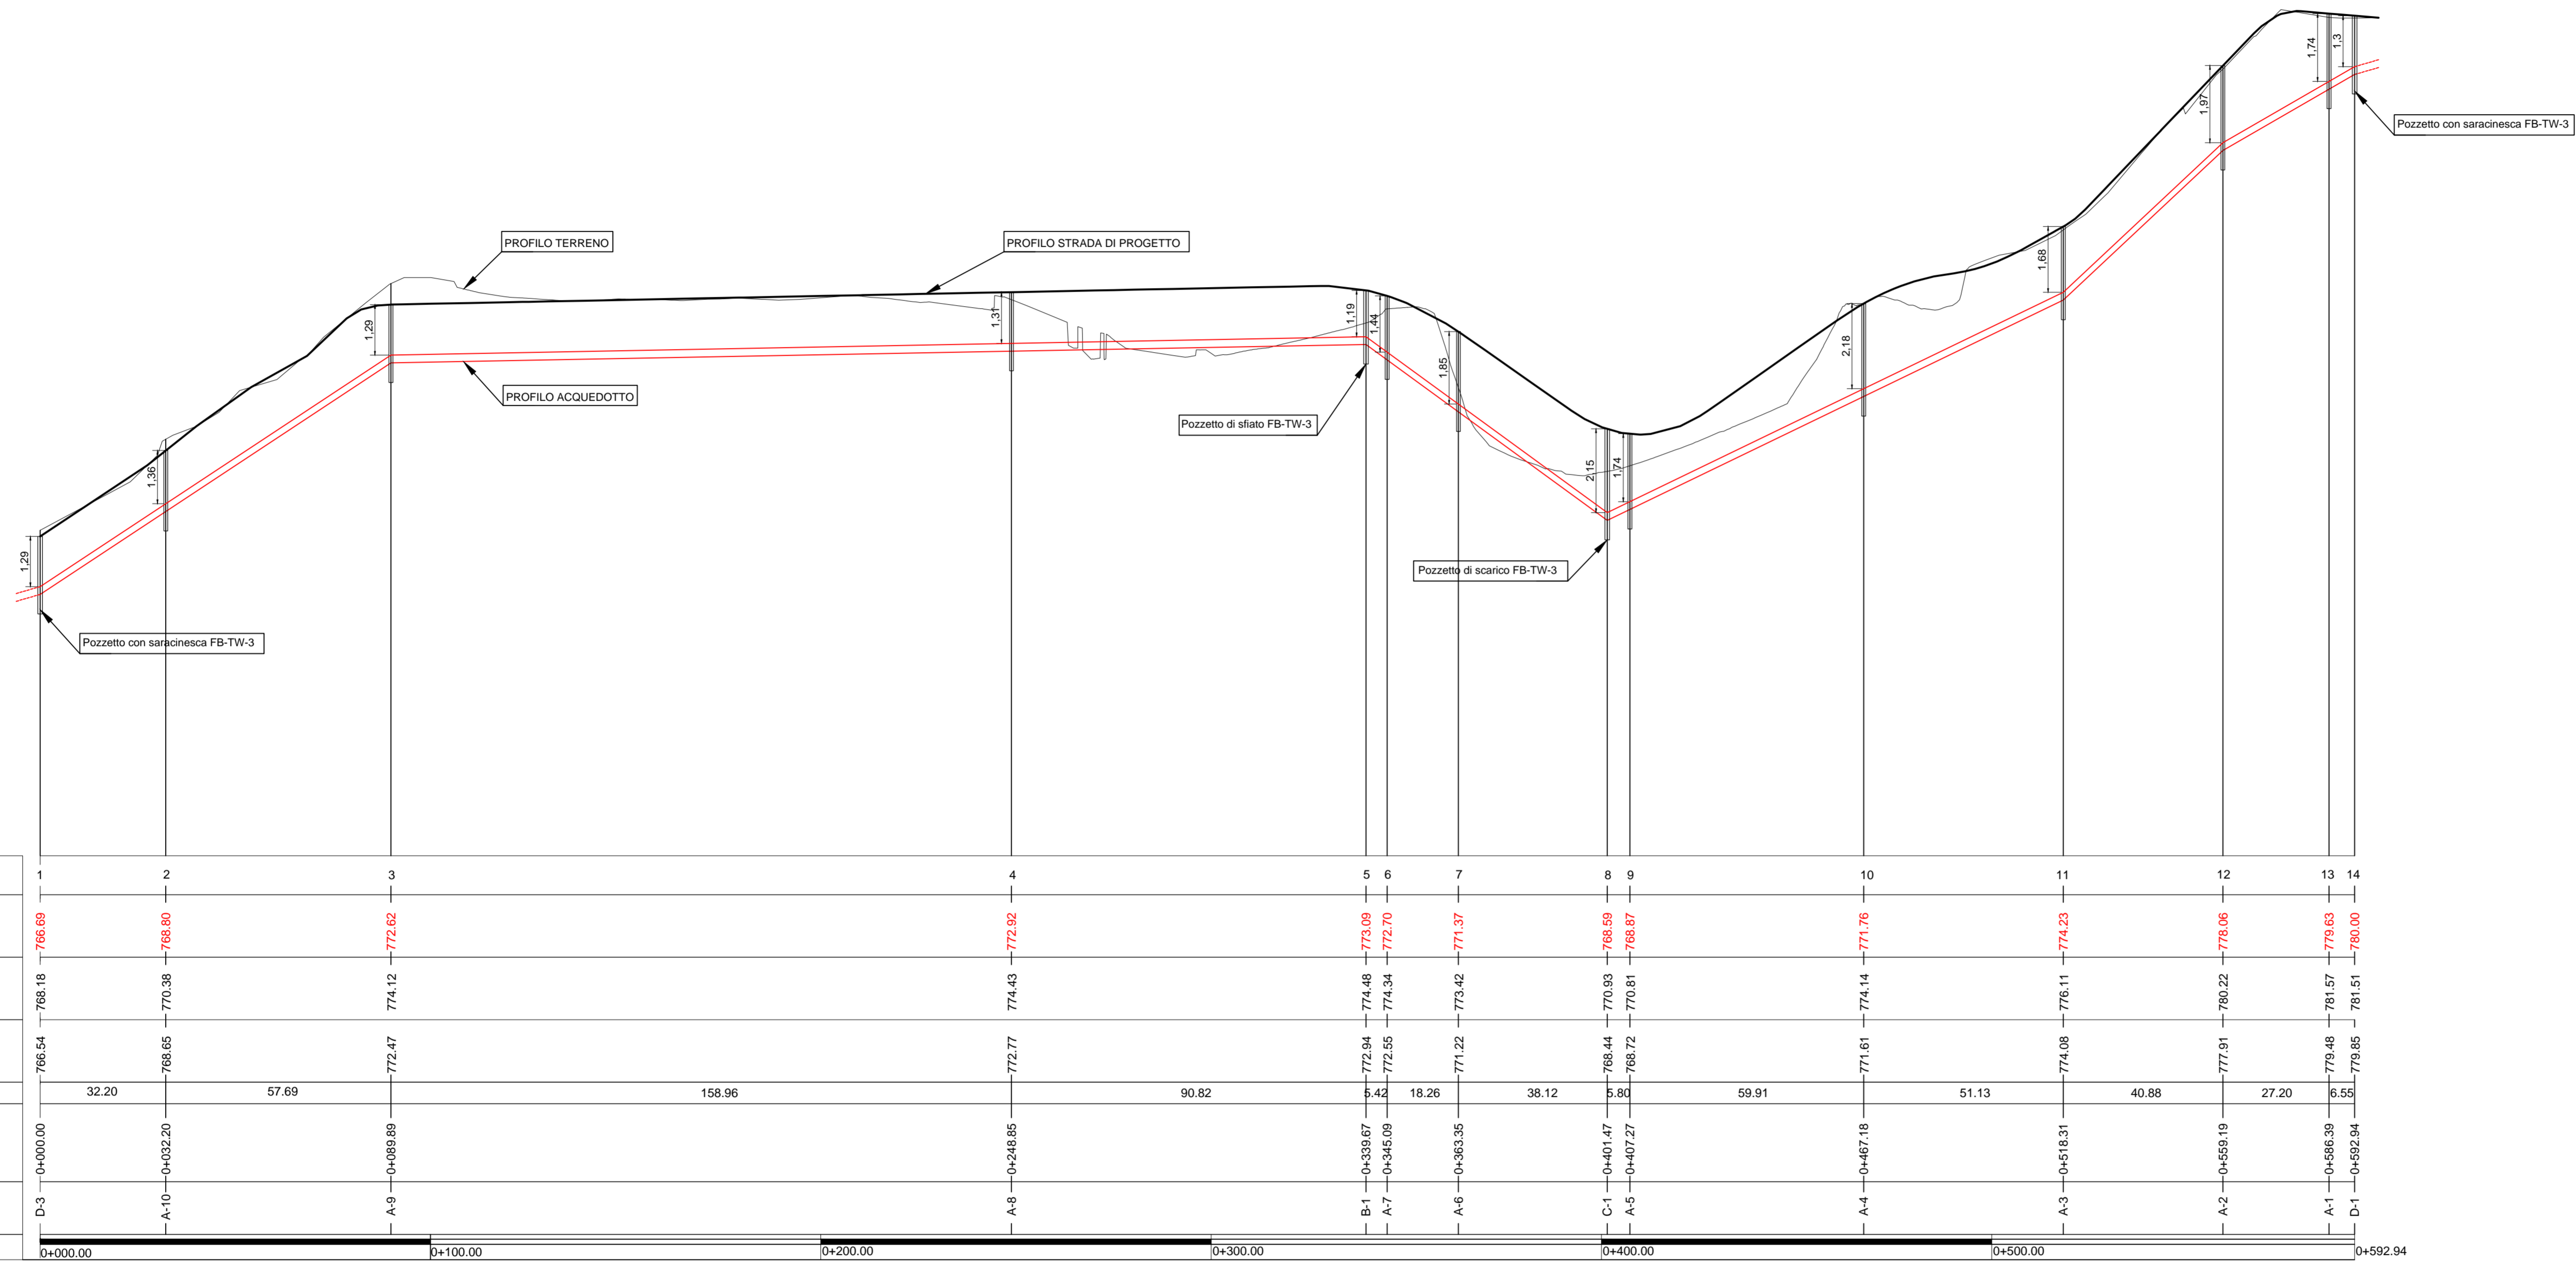 1,74
1,3
1,97
Pozzetto con saracinesca FB-TW-3
PROFILO TERRENO
PROFILO STRADA DI PROGETTO
1,68
1,29
1,31
1,19
1,44
1,85
2,18
PROFILO ACQUEDOTTO
Pozzetto di sfiato FB-TW-3
1,36
2,15
1,74
1,29
Pozzetto di scarico FB-TW-3
Pozzetto con saracinesca FB-TW-3
1 2 3 4 5 6 7 8 9 10 11 12 13 14
766.69 768.80 772.62 772.92 773.09 772.70 771.37 768.59 768.87 771.76 774.23 778.06 779.63 780.00
768.18 770.38 774.12 774.43 774.48 774.34 773.42 770.93 770.81 774.14 776.11 780.22 781.57 781.51
766.54 768.65 772.47 772.77 772.94 772.55 771.22 768.44 768.72 771.61 774.08 777.91 779.48 779.85
32.20 57.69 158.96 90.82 5.42 18.26 38.12 5.80 59.91 51.13 40.88 27.20 6.55
0+000.00 0+032.20 0+089.89 0+248.85 0+339.67 0+345.09 0+363.35 0+401.47 0+407.27 0+467.18 0+518.31 0+559.19 0+586.39 0+592.94
D-3 A-10 A-9 A-8 B-1 A-7 A-6 C-1 A-5 A-4 A-3 A-2 A-1 D-1
0+000.00 0+100.00 0+200.00 0+300.00 0+400.00 0+500.00 0+592.94